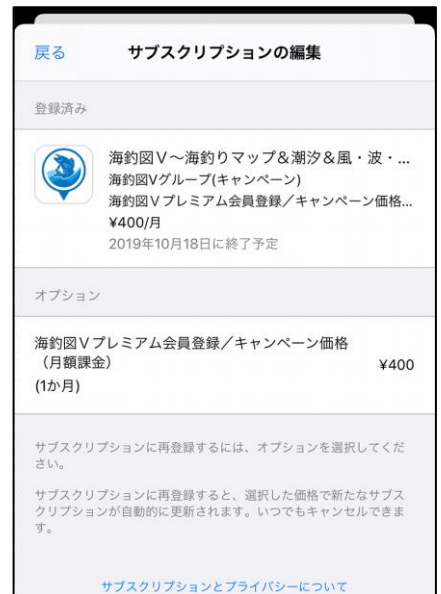 戻る
サブスクリプションの編集
登録済み
海釣図Ⅴ～海釣りマップ&潮汐&風・波・...
海釣図Vグループ(キャンペーン)
海釣図Ⅴプレミアム会員登録／キャンペーン価格...
¥400/月
2019年10月18日に終了予定
オプション
海釣図Ⅴプレミアム会員登録／キャンペーン価格
（月額課金）
¥400
(1か月)
サブスクリプションに再登録するには、オプションを選択してくだ
さい。
サブスクリプションに再登録すると、選択した価格で新たなサブス
クリプションが自動的に更新されます。いつでもキャンセルできま
す。
サブスクリプションとプライバシーについて